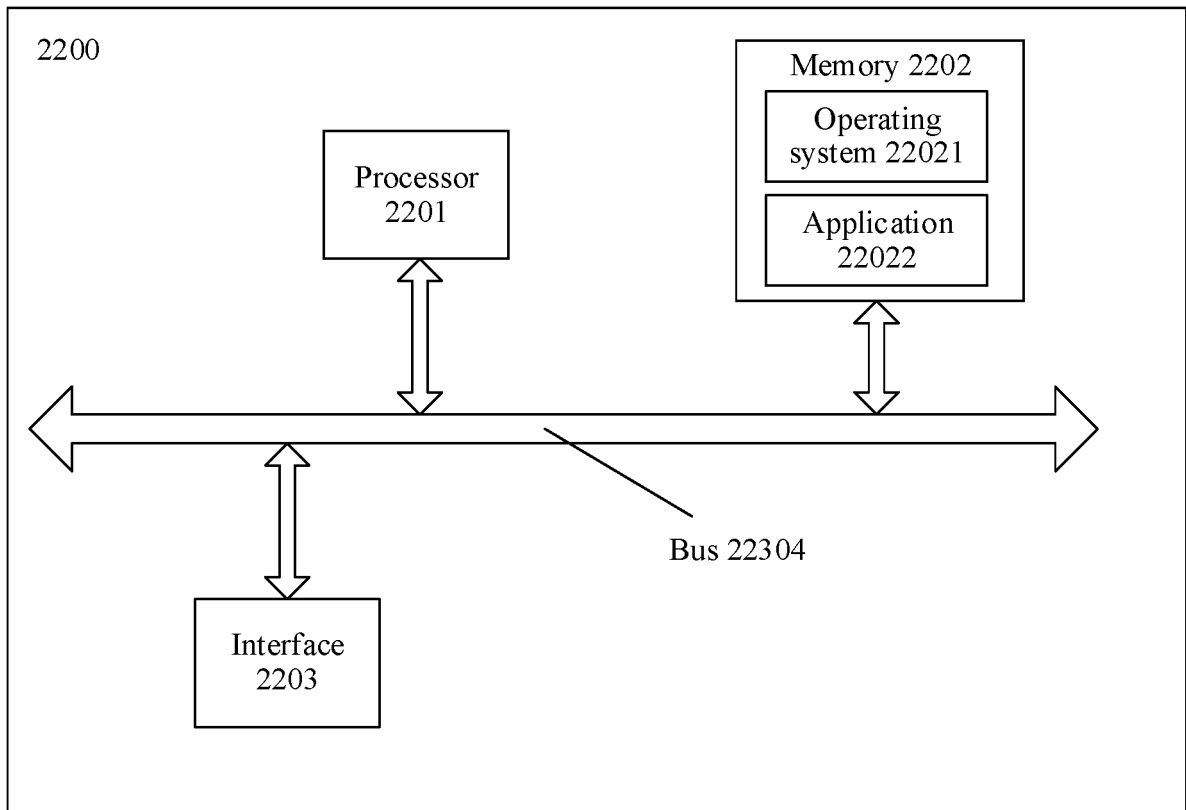 2200
Memory 2202
Operating
system 22021
Application
22022
Processor
2201
Bus 22304
Interface
2203